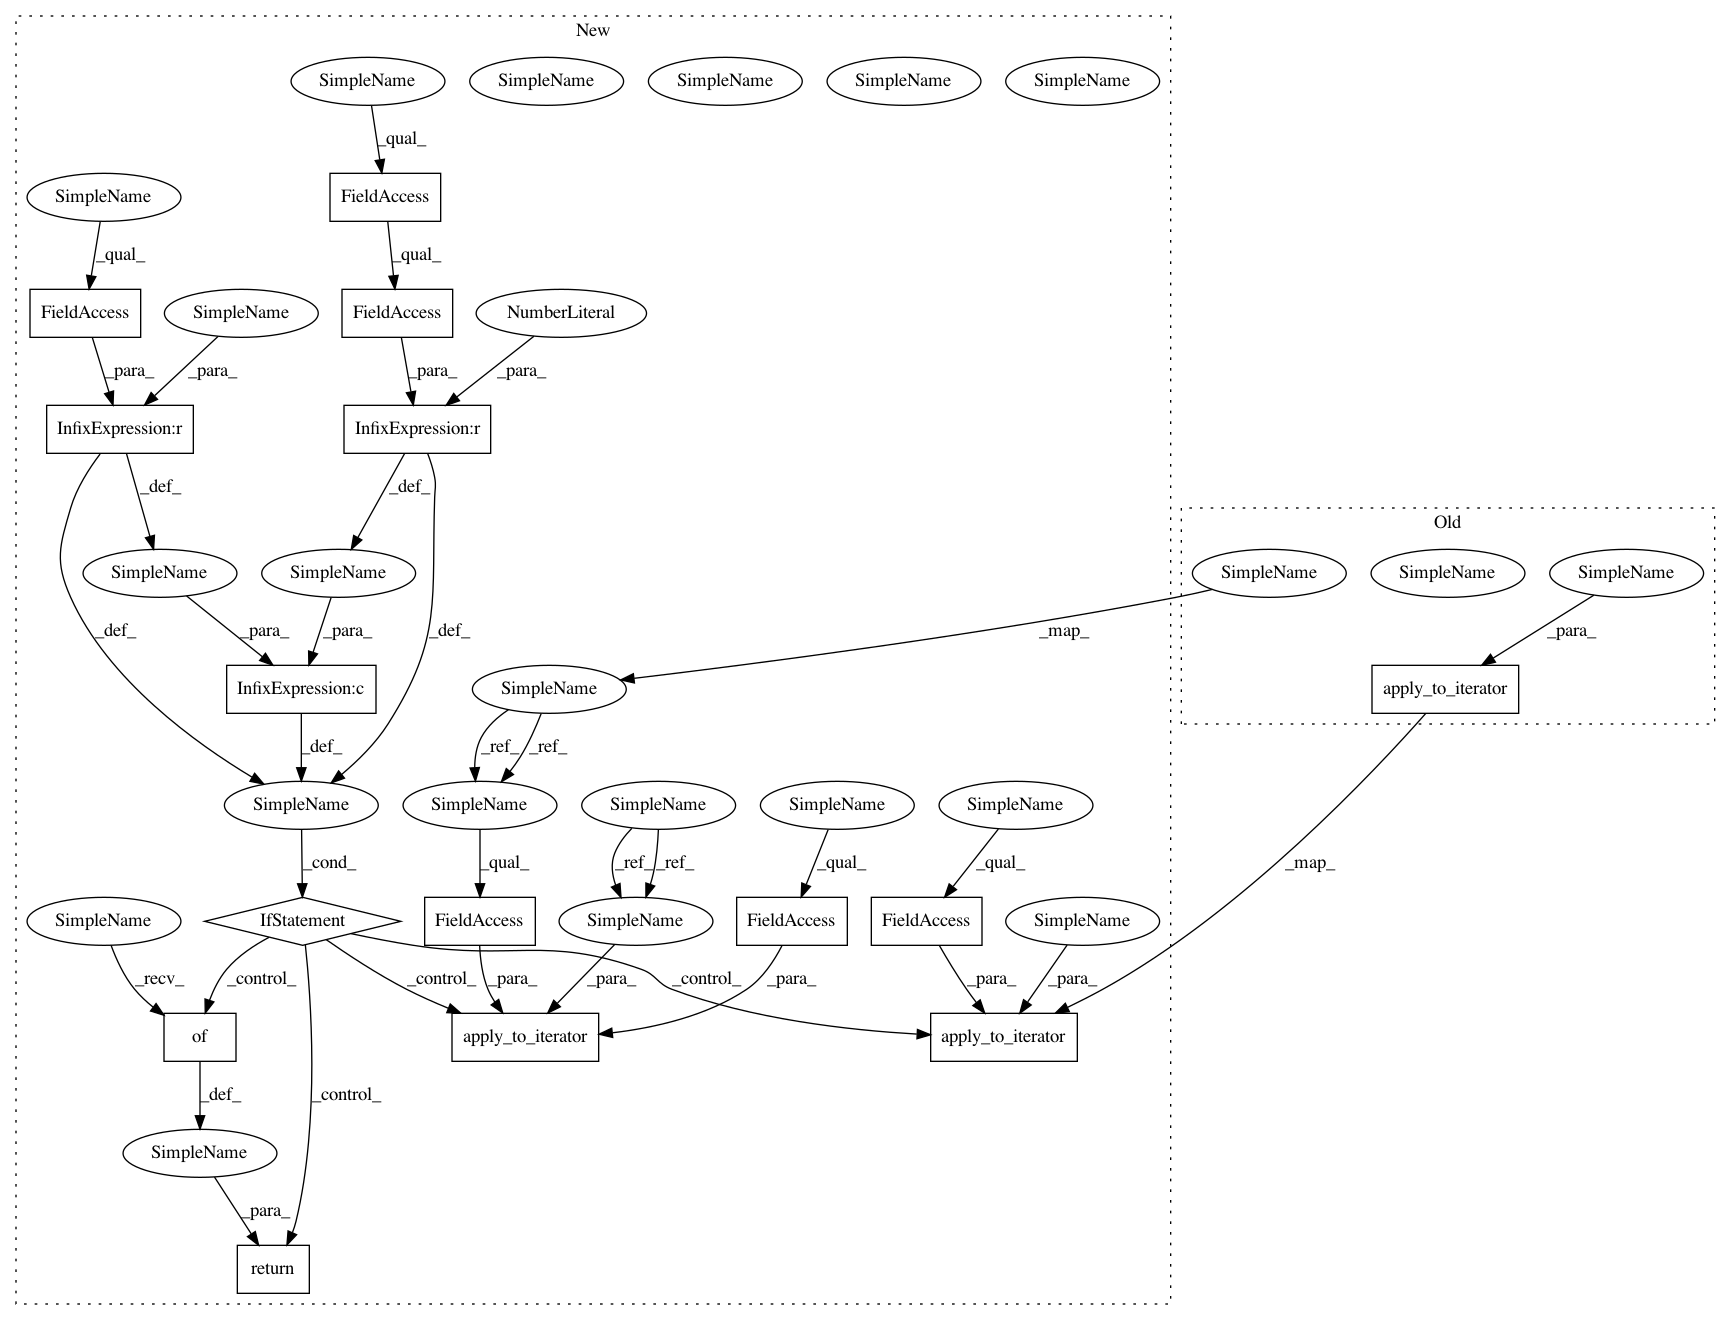 New
SimpleName SimpleName SimpleName SimpleName SimpleName
_qual_
SimpleName FieldAccess
_qual_ _qual_
FieldAccess SimpleName FieldAccess NumberLiteral
_para_ _para_ _para_ _para_
InfixExpression:r InfixExpression:r
_def_ _def_
Old
SimpleName SimpleName SimpleName SimpleName SimpleName
_def_ _para_ _para_ _def_ _map_ _para_
InfixExpression:c SimpleName apply_to_iterator
_def_ _ref_ _ref_
SimpleName SimpleName SimpleName SimpleName SimpleName
_cond_ _qual_ _ref_ _ref_ _qual_ _qual_ _map_
SimpleName IfStatement FieldAccess SimpleName FieldAccess FieldAccess SimpleName
_recv_ _control_ _control_ _para_ _para_ _control_ _para_ _para_ _para_
of apply_to_iterator apply_to_iterator
_def_ _control_
SimpleName
_para_
return